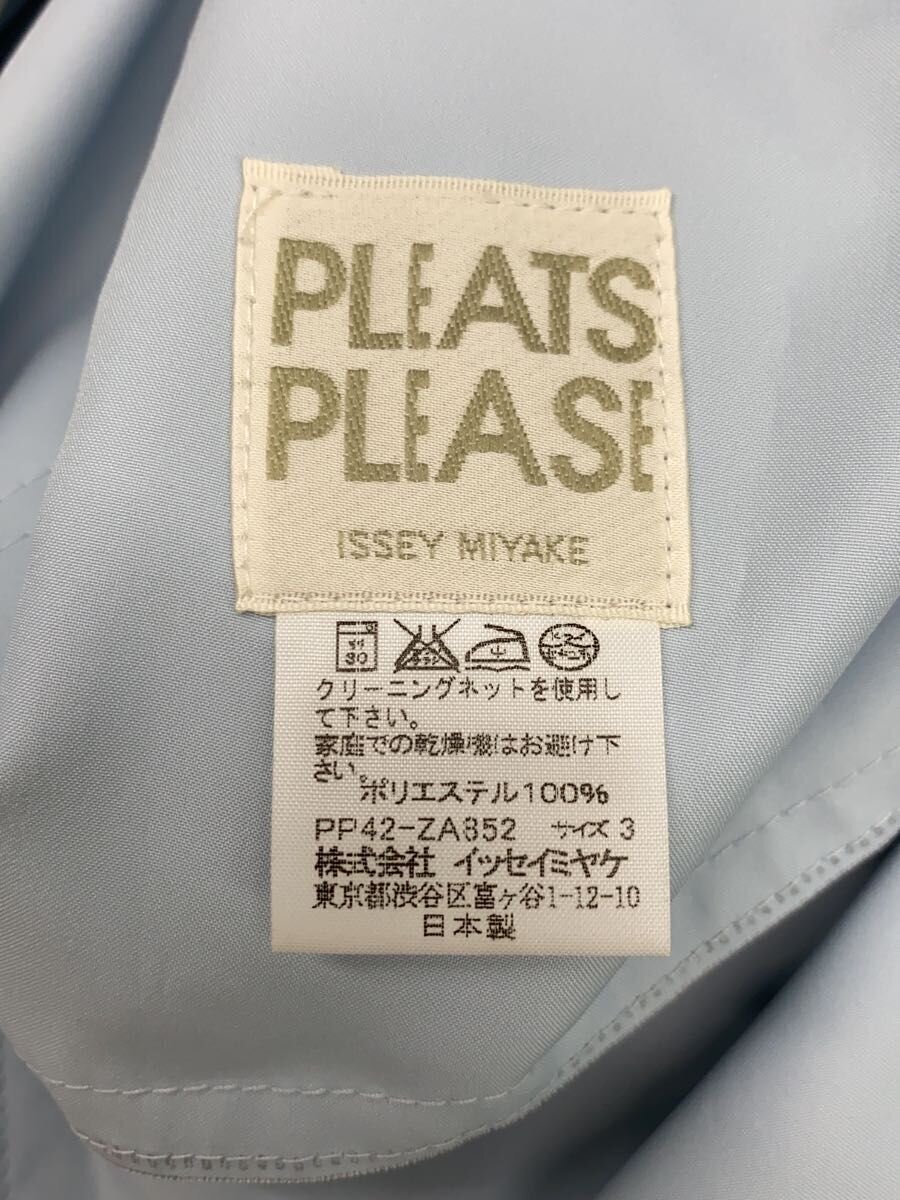 PLEATS
PLEASE
ISSEY MIYAKE
30
クリーニングネットを使用し
て下さい。
家庭での乾燥機はお避け下
さい。
ポリエステル100%
PP42-ZA852 サイズ 3
株式会社 イッセイミヤケ
東京都渋谷区富ヶ谷1-12-10
日本製